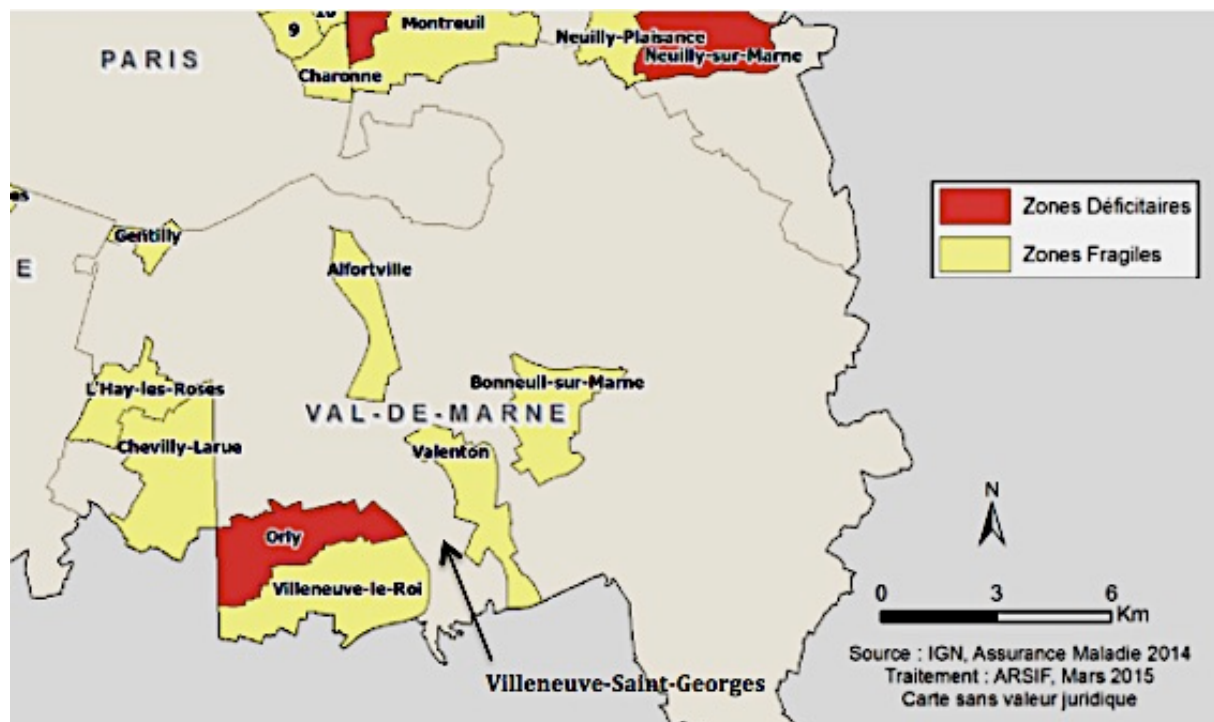 Montreuil
9
PARIS
Neuilly-Plaisance
Neuilly-sur-Marne
Charonne
Zones Déficitaires
Gentilly
Zones Fragiles
E
Alfortville
L'Hay-les-Roses
Bonneuil-sur-Marne
VAL-DE-MARNE
Chevilly-Larue
Valenton
N
Orly
Villeneuve-le-Roi
0 3 6
Km
Source : IGN, Assurance Maladie 2014
Traitement : ARSIF, Mars 2015
Carte sans valeur juridique
Villeneuve-Saint-Georges